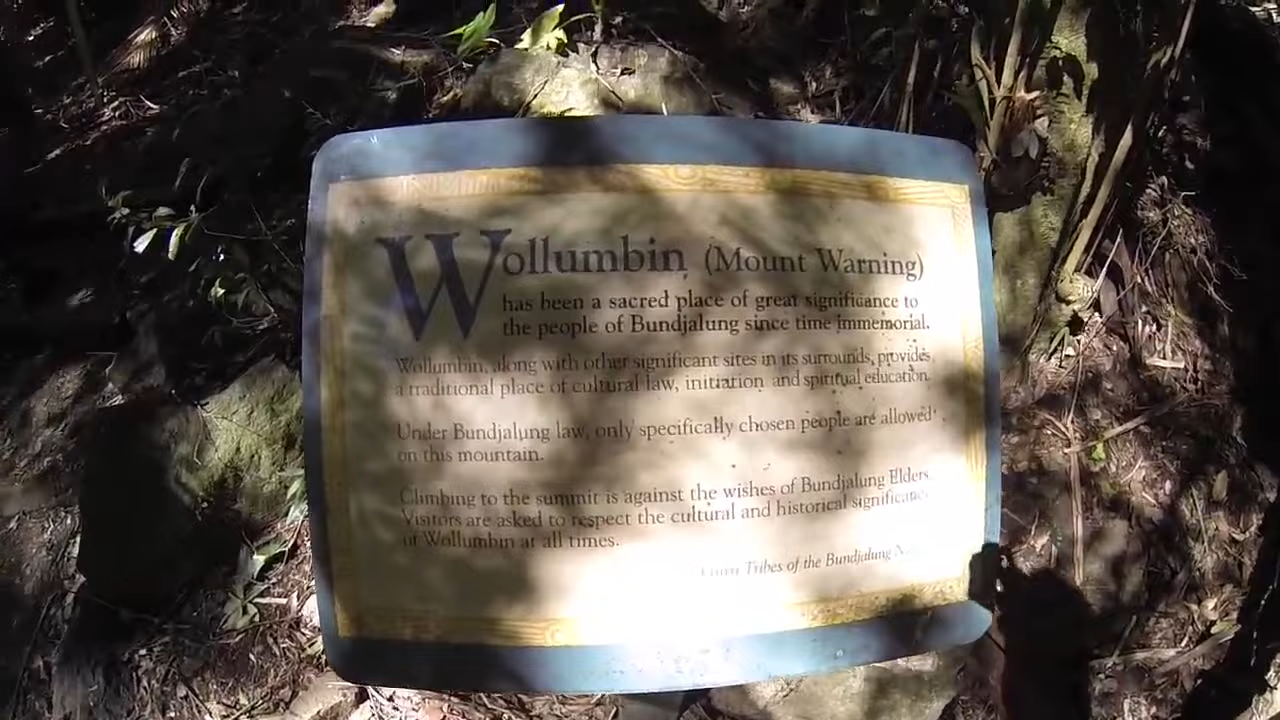 Wollumbin (Mount Warning)
has been a sacred place of great significance to
the people of Bundjalung since time immemorial.
Wollumbin, along with other significant sites in its surrounds, provides
a traditional place of cultural law, initiation and spiritual education.
Under Bundjalung law, only specifically chosen people are allowed
on this mountain.
Climbing to the summit is against the wishes of Bundjalung Elders.
Visitors are asked to respect the cultural and historical significance
of Wollumbin at all times.
Tribes of the Bundjalung